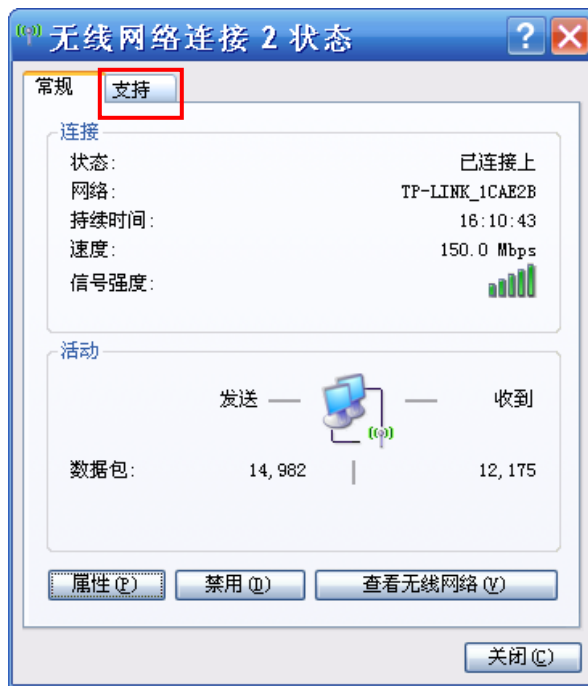 无线网络连接 2 状态
常规 支持
连接
状态: 已连接上
网络: TP-LINK_1CAE2B
持续时间: 16:10:43
速度: 150.0 Mbps
信号强度:
活动
发送 — — 收到
数据包: 14,982 | 12,175
属性(P) 禁用(D) 查看无线网络(V)
关闭(C)